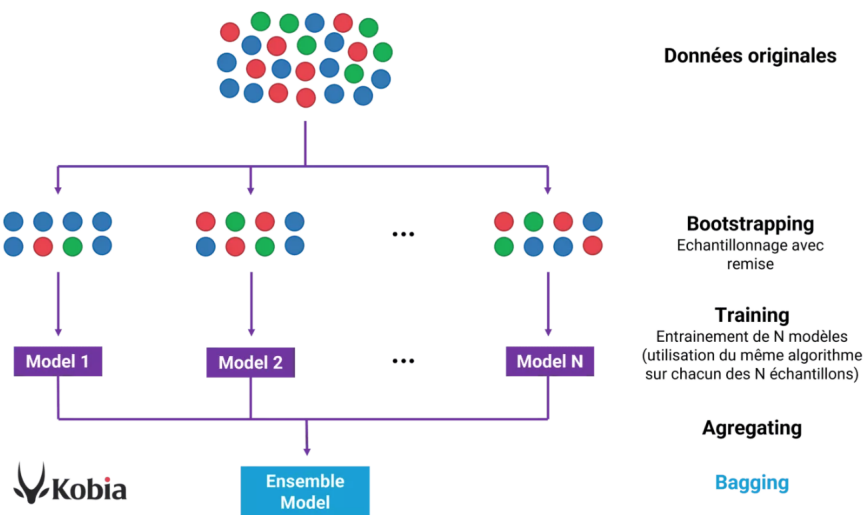 Données originales
Bootstrapping
Echantillonnage avec
remise
...
Training
Entrainement de N modèles
(utilisation du même algorithme
sur chacun des N échantillons)
Model 1
Model 2
...
Model N
Agregating
Kobia
Ensemble
Model
Bagging